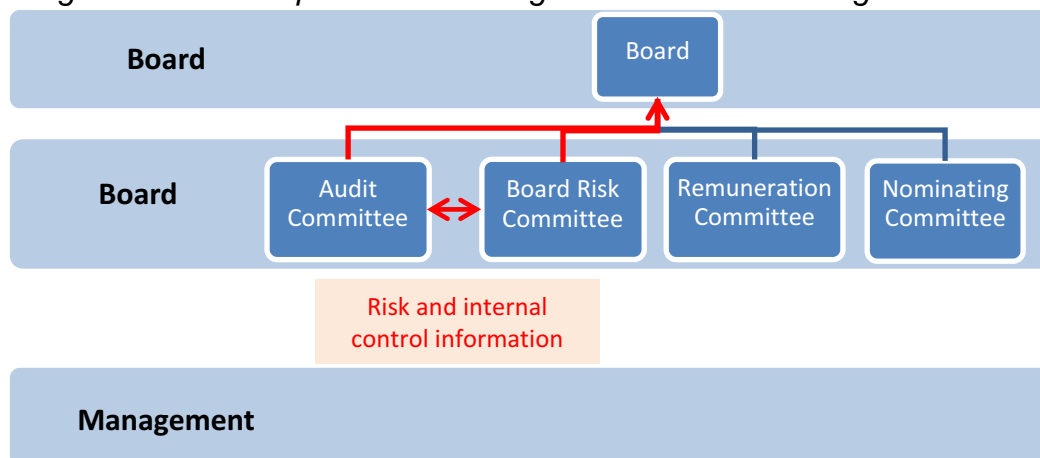 Board
Board
Board
Audit
Committee
Board Risk
Committee
Remuneration
Committee
Nominating
Committee
Risk and internal
control information
Management